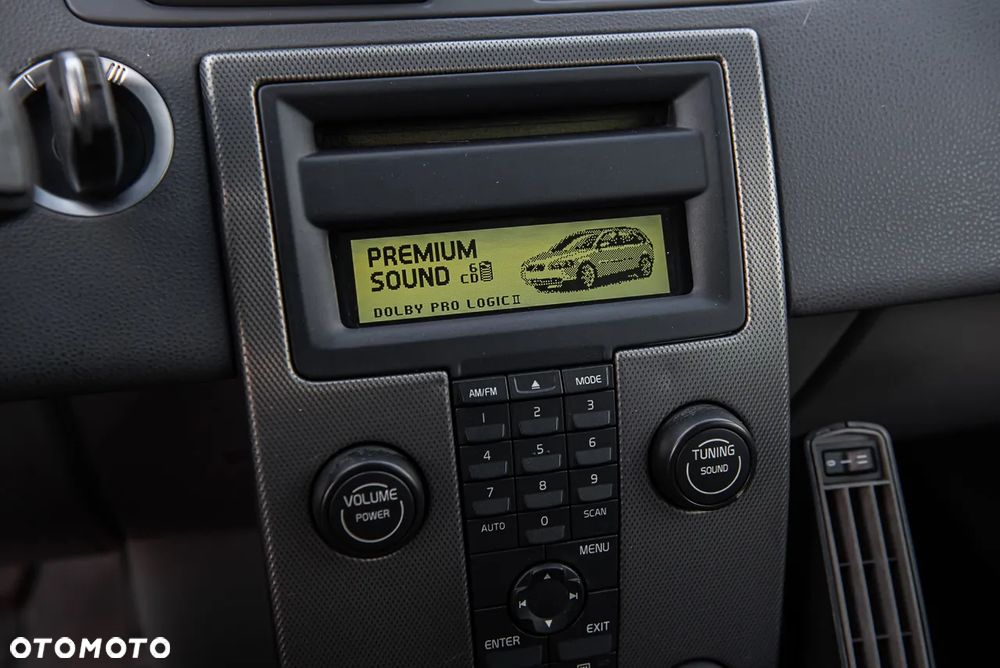 PREMIUM
SOUND 6
CD
DOLBY PRO LOGIC II
AM/FM MODE
1 2 3
4 5 6
7 8 9
AUTO 0 SCAN
MENU
ENTER EXIT
VOLUME
POWER
TUNING
SOUND
OTOMOTO